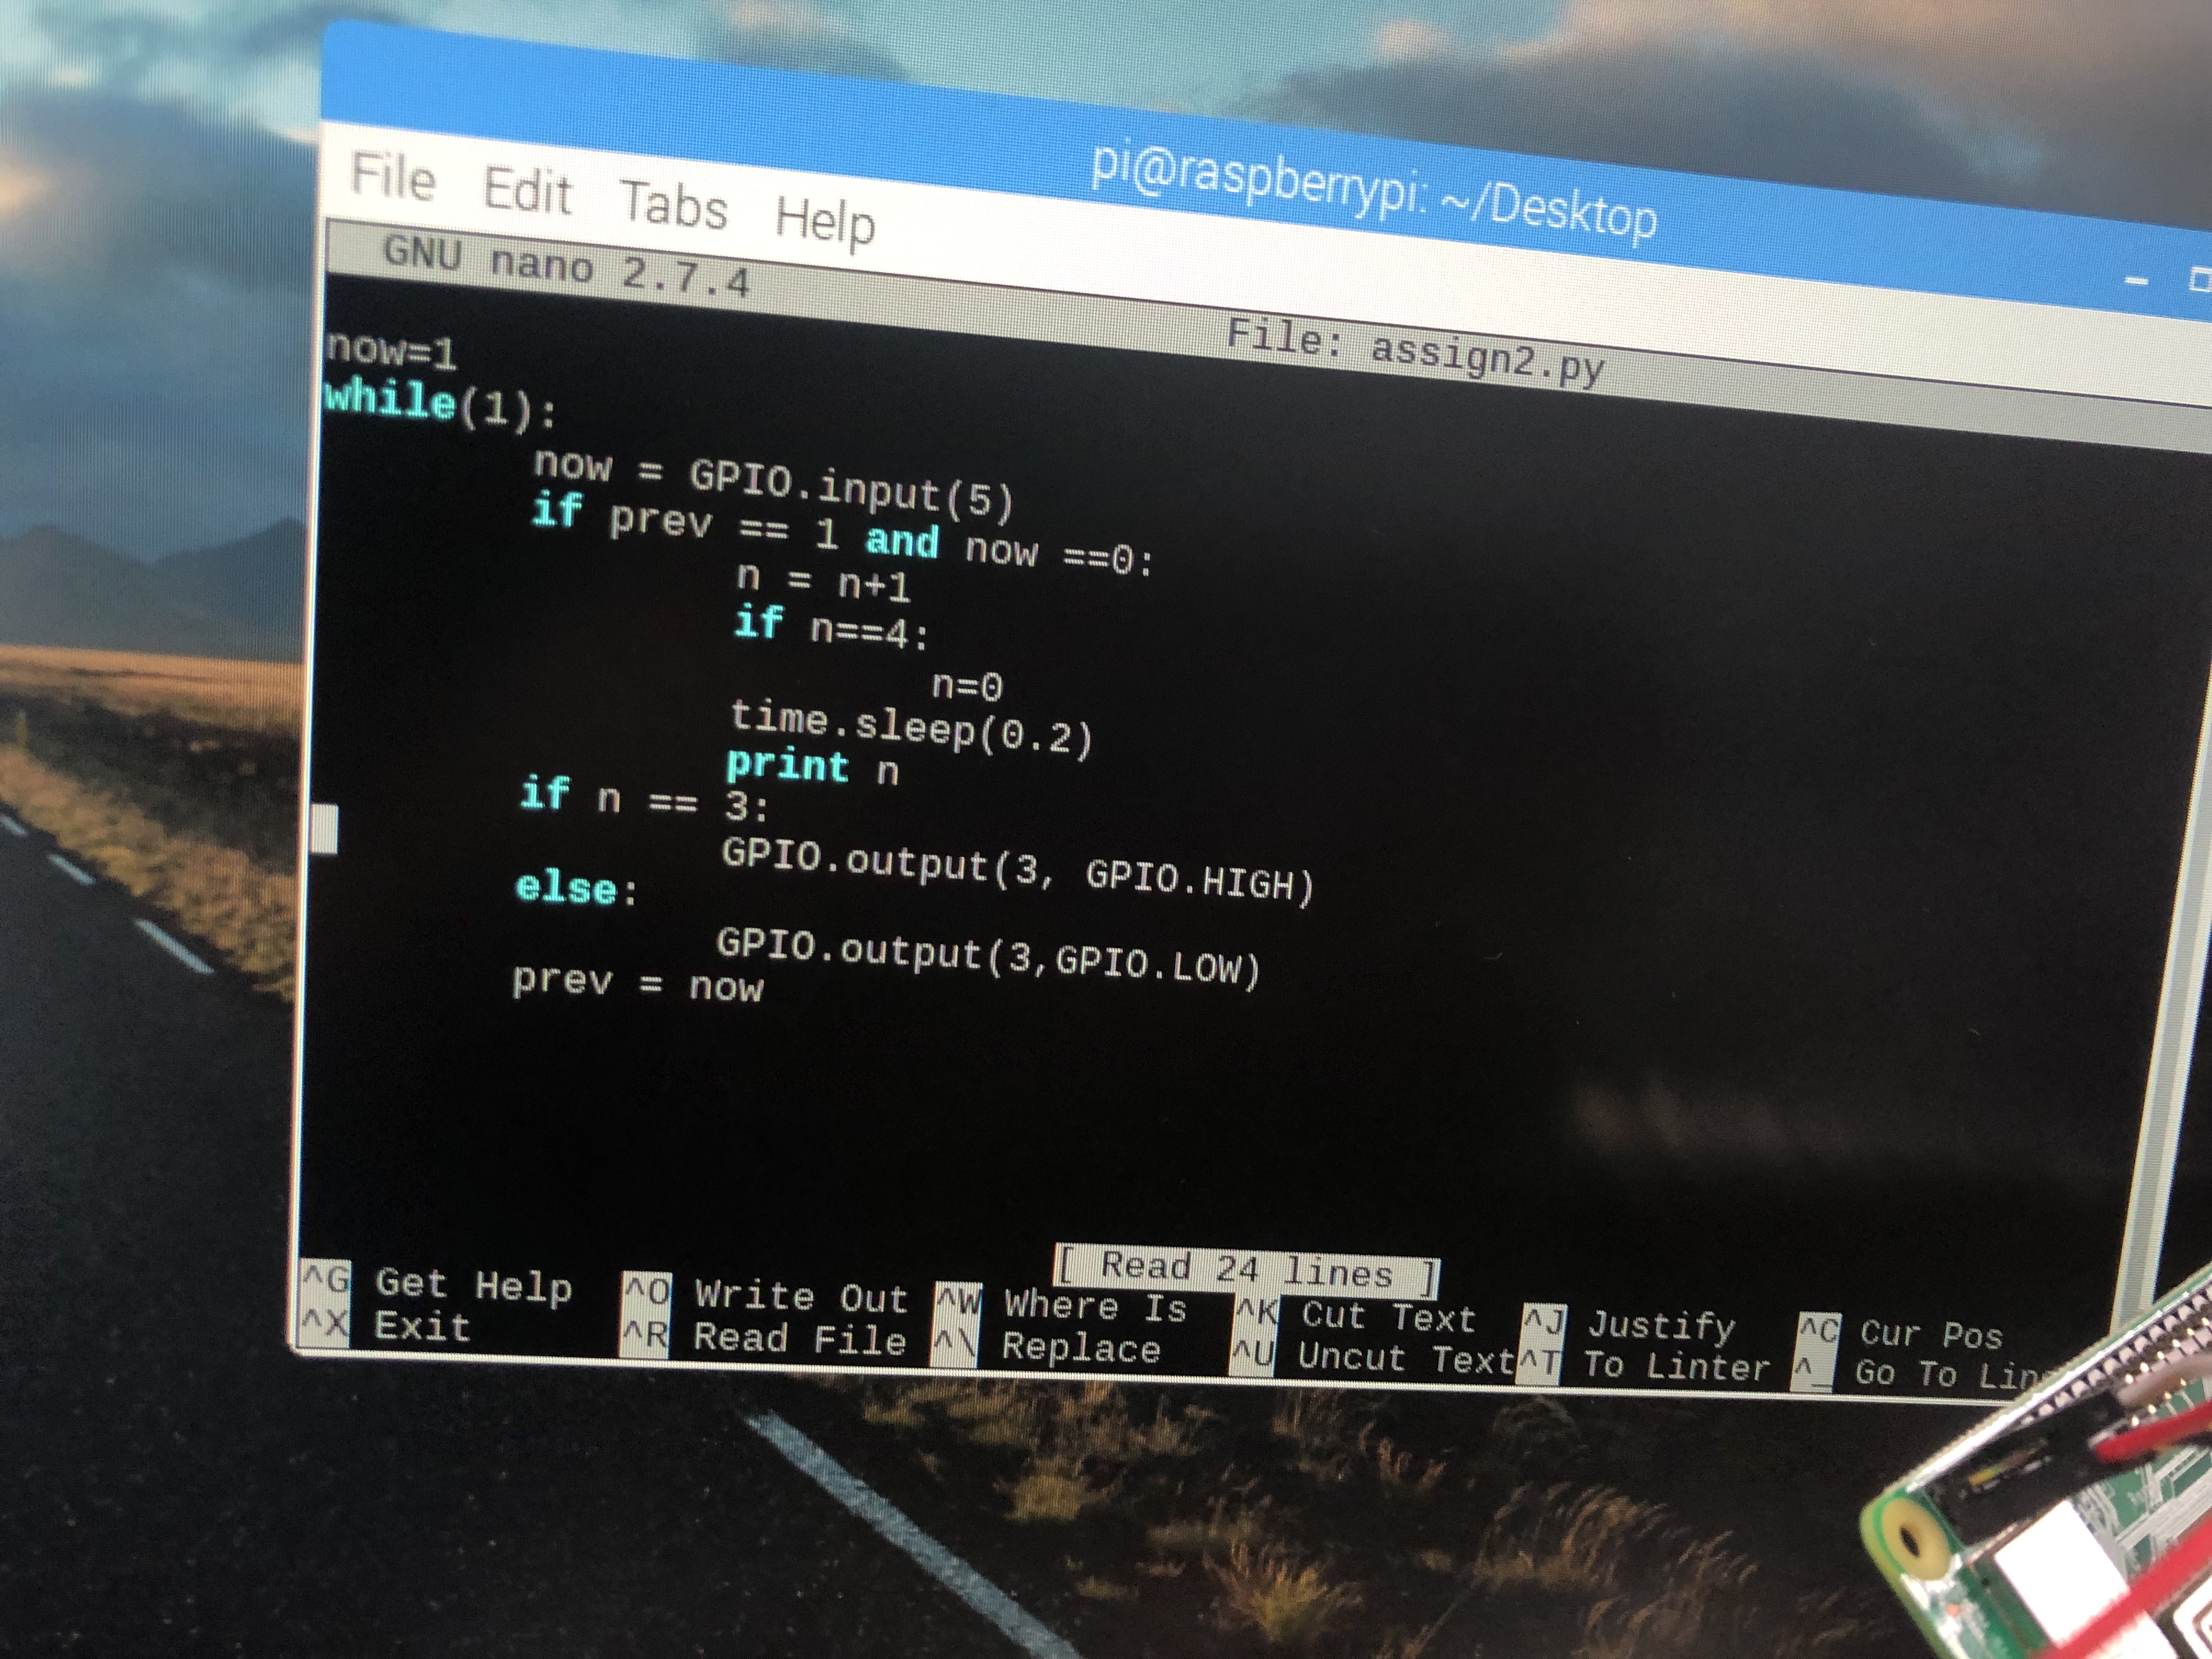 pi@raspberrypi: ~/Desktop
File Edit Tabs Help
GNU nano 2.7.4 File: assign2.py
now=1
while(1):
        now = GPIO.input(5)
        if prev == 1 and now ==0:
                n = n+1
                if n==4:
                        n=0
                time.sleep(0.2)
                print n
        if n == 3:
                GPIO.output(3, GPIO.HIGH)
        else:
                GPIO.output(3,GPIO.LOW)
        prev = now
[ Read 24 lines ]
^G Get Help ^O Write Out ^W Where Is ^K Cut Text ^J Justify ^C Cur Pos
^X Exit ^R Read File ^\ Replace ^U Uncut Text ^T To Linter ^_ Go To